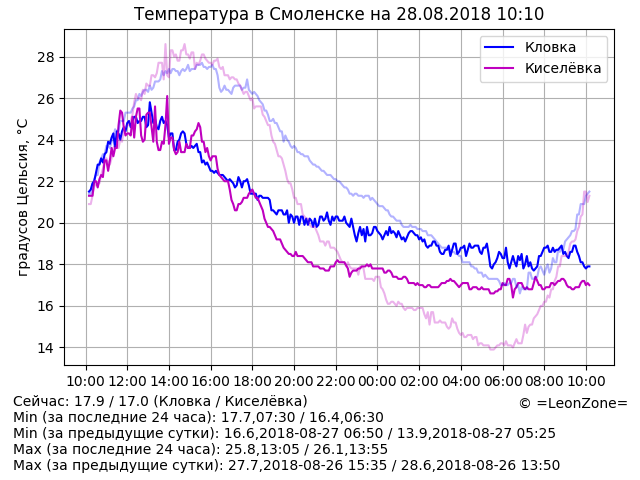 Температура в Смоленске на 28.08.2018 10:10
Кловка
Киселёвка
градусов Цельсия, °C
28
26
24
22
20
18
16
14
10:00 12:00 14:00 16:00 18:00 20:00 22:00 00:00 02:00 04:00 06:00 08:00 10:00
Сейчас: 17.9 / 17.0 (Кловка / Киселёвка)
© =LeonZone=
Min (за последние 24 часа): 17.7,07:30 / 16.4,06:30
Min (за предыдущие сутки): 16.6,2018-08-27 06:50 / 13.9,2018-08-27 05:25
Max (за последние 24 часа): 25.8,13:05 / 26.1,13:55
Max (за предыдущие сутки): 27.7,2018-08-26 15:35 / 28.6,2018-08-26 13:50